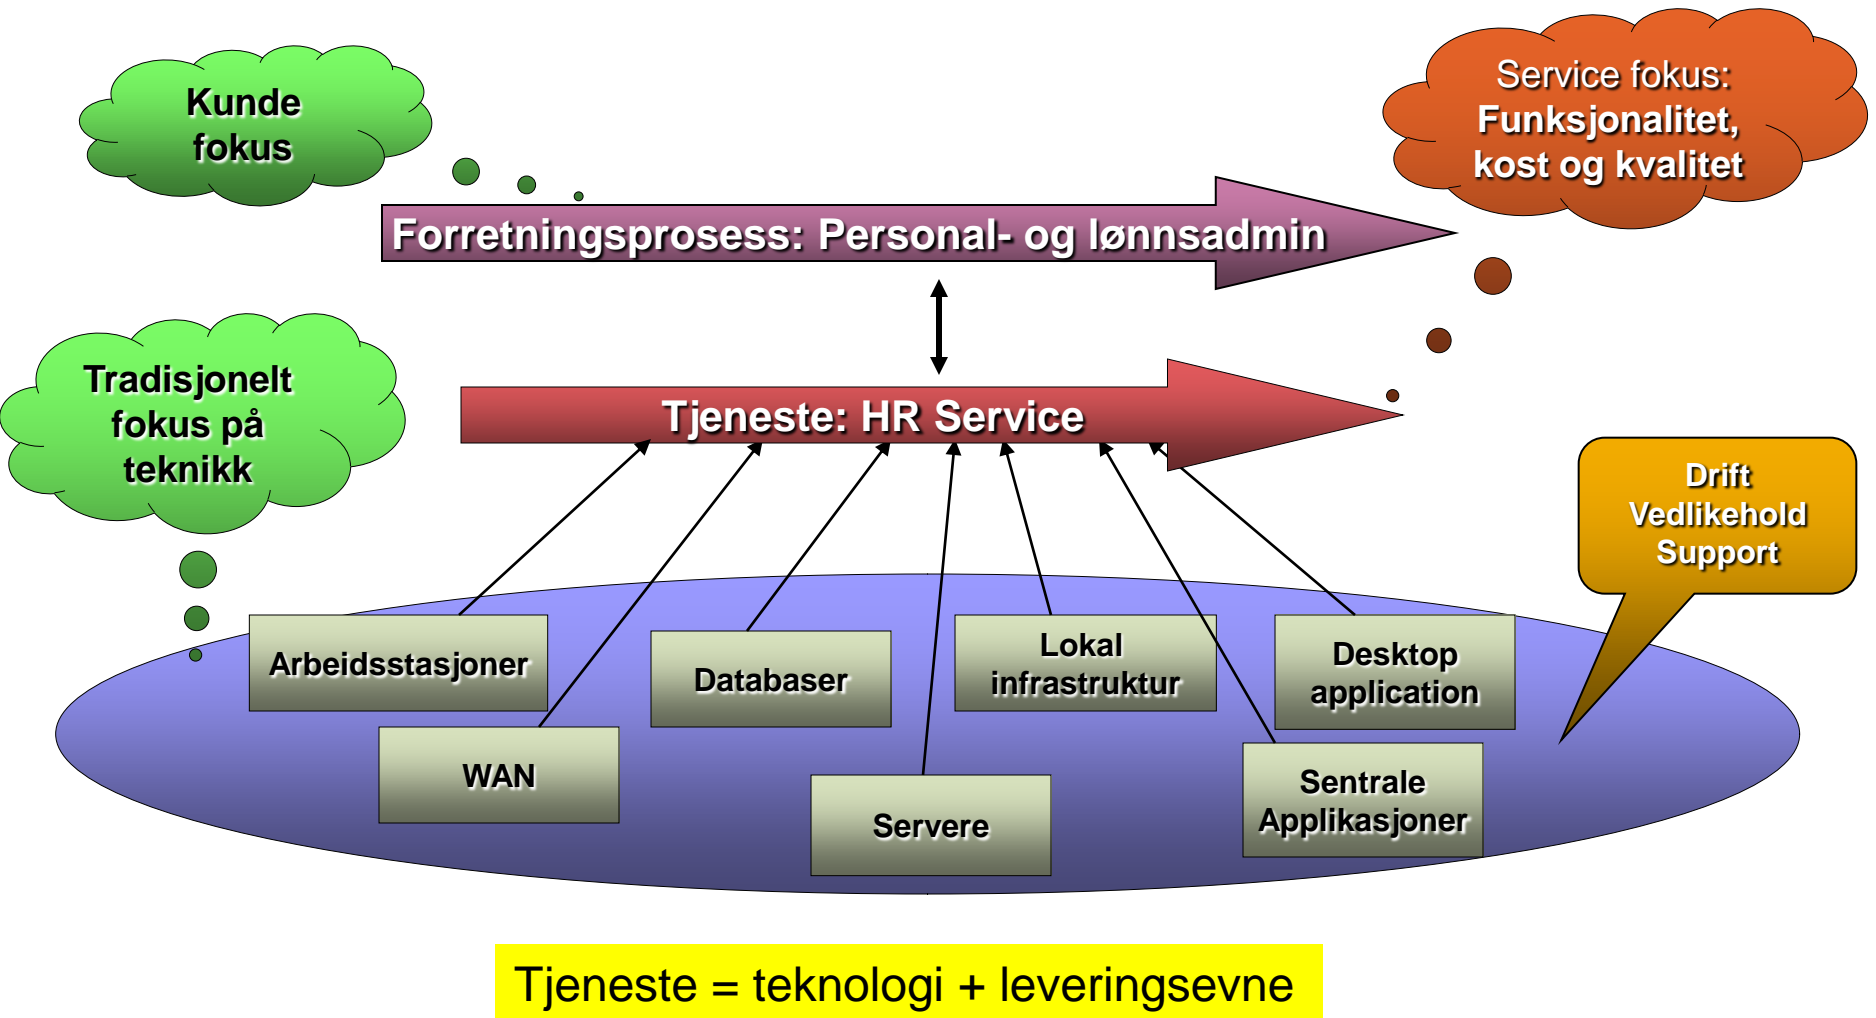 Kunde
fokus
Service fokus:
Funksjonalitet,
kost og kvalitet
Forretningsprosess: Personal- og lønnsadmin
Tradisjonelt
fokus på
teknikk
Tjeneste: HR Service
Drift
Vedlikehold
Support
Arbeidsstasjoner
Databaser
Lokal
infrastruktur
Desktop
application
WAN
Servere
Sentrale
Applikasjoner
Tjeneste = teknologi + leveringsevne